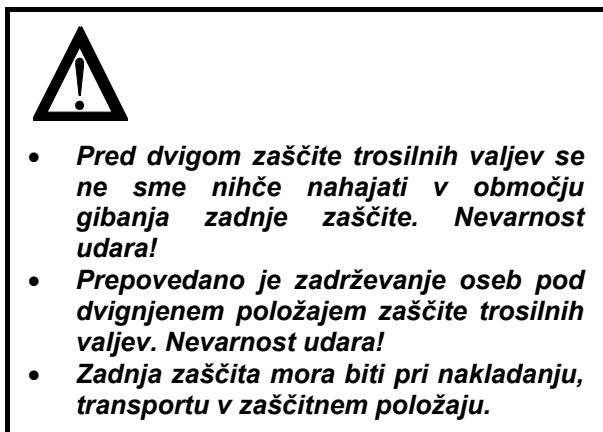 • Pred dvigom zaščite trosilnih valjev se
ne sme nihče nahajati v območju
gibanja zadnje zaščite. Nevarnost
udara!
• Prepovedano je zadrževanje oseb pod
dvignjenem položajem zaščite trosilnih
valjev. Nevarnost udara!
• Zadnja zaščita mora biti pri nakladanju,
transportu v zaščitnem položaju.